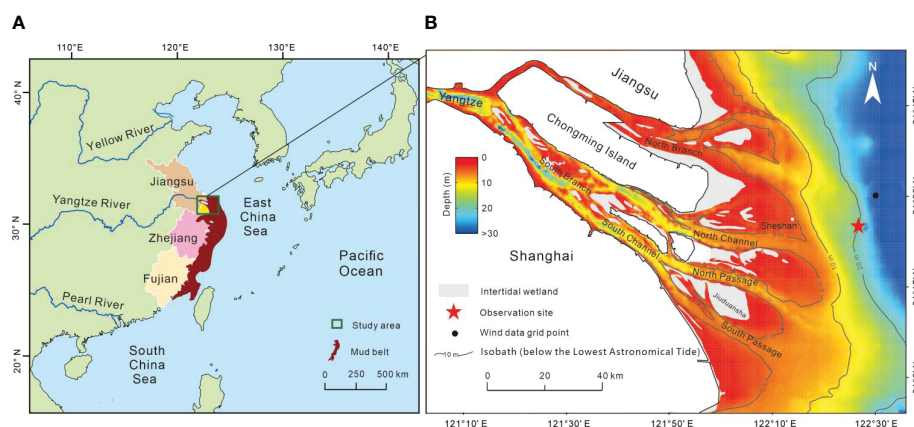 A
110°E
120°E
130°E
140°E
40°N
30°N
20°N
Yellow River
Jiangsu
Yangtze River
East
China
Sea
Zhejiang
Pacific
Ocean
Fujian
Pearl River
South
China
Sea
Study area
Mud belt
0
500 km
B
N
Jiangsu
Yangtze
Chongming Island
North Branch
South Branch
Depth (m)
0
10
20
>30
Sheshan
North Channel
South Channel
Shanghai
North Passage
Jiuduansha
South Passage
10 m
20 m
Intertidal wetland
Observation site
Wind data grid point
10 m
Isobath (below the Lowest Astronomical Tide)
0
20
40 km
121°10′E
121°30′E
121°50′E
122°10′E
122°30′E